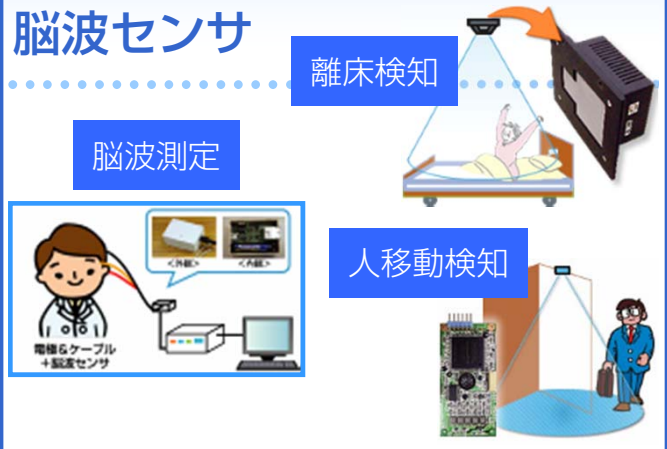 脳波センサ
離床検知
脳波測定
<外観>
<内蔵>
人移動検知
電極&ケーブル
+脳波センサ